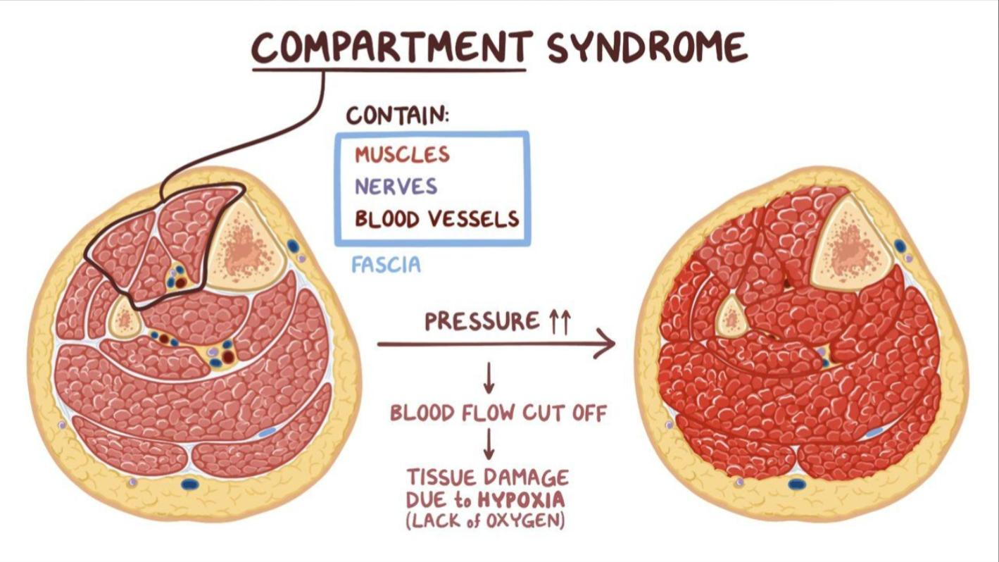 COMPARTMENT SYNDROME
CONTAIN:
MUSCLES
NERVES
BLOOD VESSELS
FASCIA
PRESSURE ↑↑
BLOOD FLOW CUT OFF
TISSUE DAMAGE
DUE to HYPOXIA
(LACK of OXYGEN)